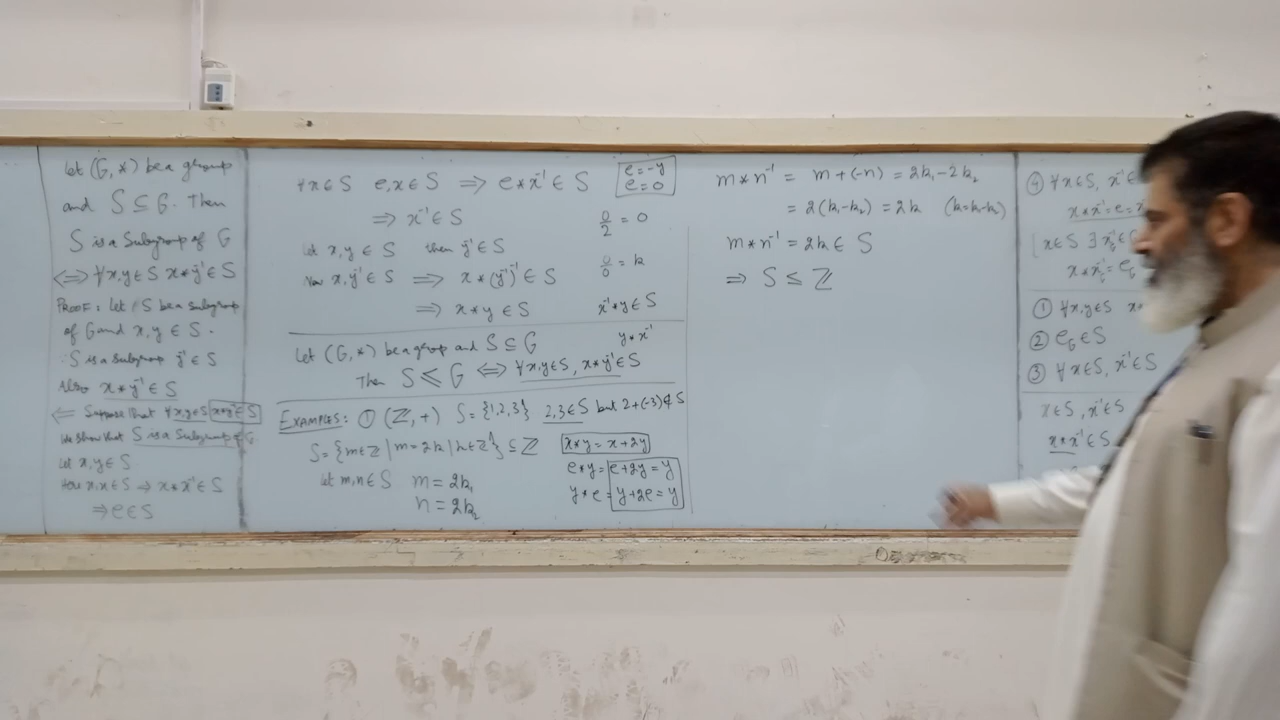 Let (G, *) be a group
and S ⊆ G. Then
S is a Subgroup of G
⟺ ∀x,y∈S x*y⁻¹∈S
PROOF: Let S be a subgroup
of G and x, y ∈ S.
∵ S is a subgroup y⁻¹∈S
Also x*y⁻¹∈S
⟸ Suppose that ∀x,y∈S x*y⁻¹∈S
We show that S is a Subgroup of G
Let x,y∈S.
Now x,x∈S → x*x⁻¹∈S
⇒ e∈S
∀x∈S e,x∈S ⟹ e*x⁻¹∈S
⟹ x⁻¹∈S
Let x,y∈S then y⁻¹∈S
Now x,y⁻¹∈S ⟹ x*(y⁻¹)⁻¹∈S
⟹ x*y∈S
e=-y
e=0
0/2 = 0
0/0 = k
x⁻¹*y∈S
y*x⁻¹
Let (G,*) be a group and S⊆G
Then S ≤ G ⟺ ∀x,y∈S, x*y⁻¹∈S
EXAMPLES: ① (ℤ,+) S={1,2,3} 2,3∈S but 2+(-3)∉S
S={m∈ℤ | m=2k | k∈ℤ} ⊆ ℤ
Let m,n∈S m=2k₁
n=2k₂
x*y = x+2y
e*y = e+2y = y
y*e = y+2e = y
m*n⁻¹ = m+(-n) = 2k₁-2k₂
= 2(k₁-k₂) = 2k (k=k₁-k₂)
m*n⁻¹ = 2k ∈ S
⇒ S ≤ ℤ
④ ∀x∈S, x⁻¹∈
x*x⁻¹=e=
x∈S ∃
① ∀x,y∈S
② e_G∈S
③ ∀x∈S, x⁻¹∈S
x∈S, x⁻¹∈S
x*x⁻¹∈S